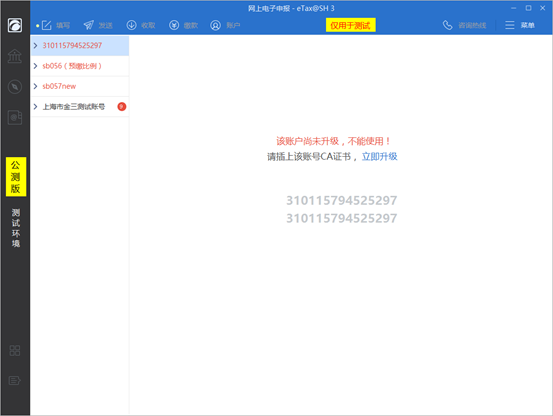 网上电子申报 - eTax@SH 3
填写
发送
收取
缴款
账户
仅用于测试
咨询热线
菜单
310115794525297
sb056（预缴比例）
sb057new
上海市金三测试账号
9
公测版
测试环境
该账户尚未升级，不能使用！
请插上该账号CA证书， 立即升级
310115794525297
310115794525297